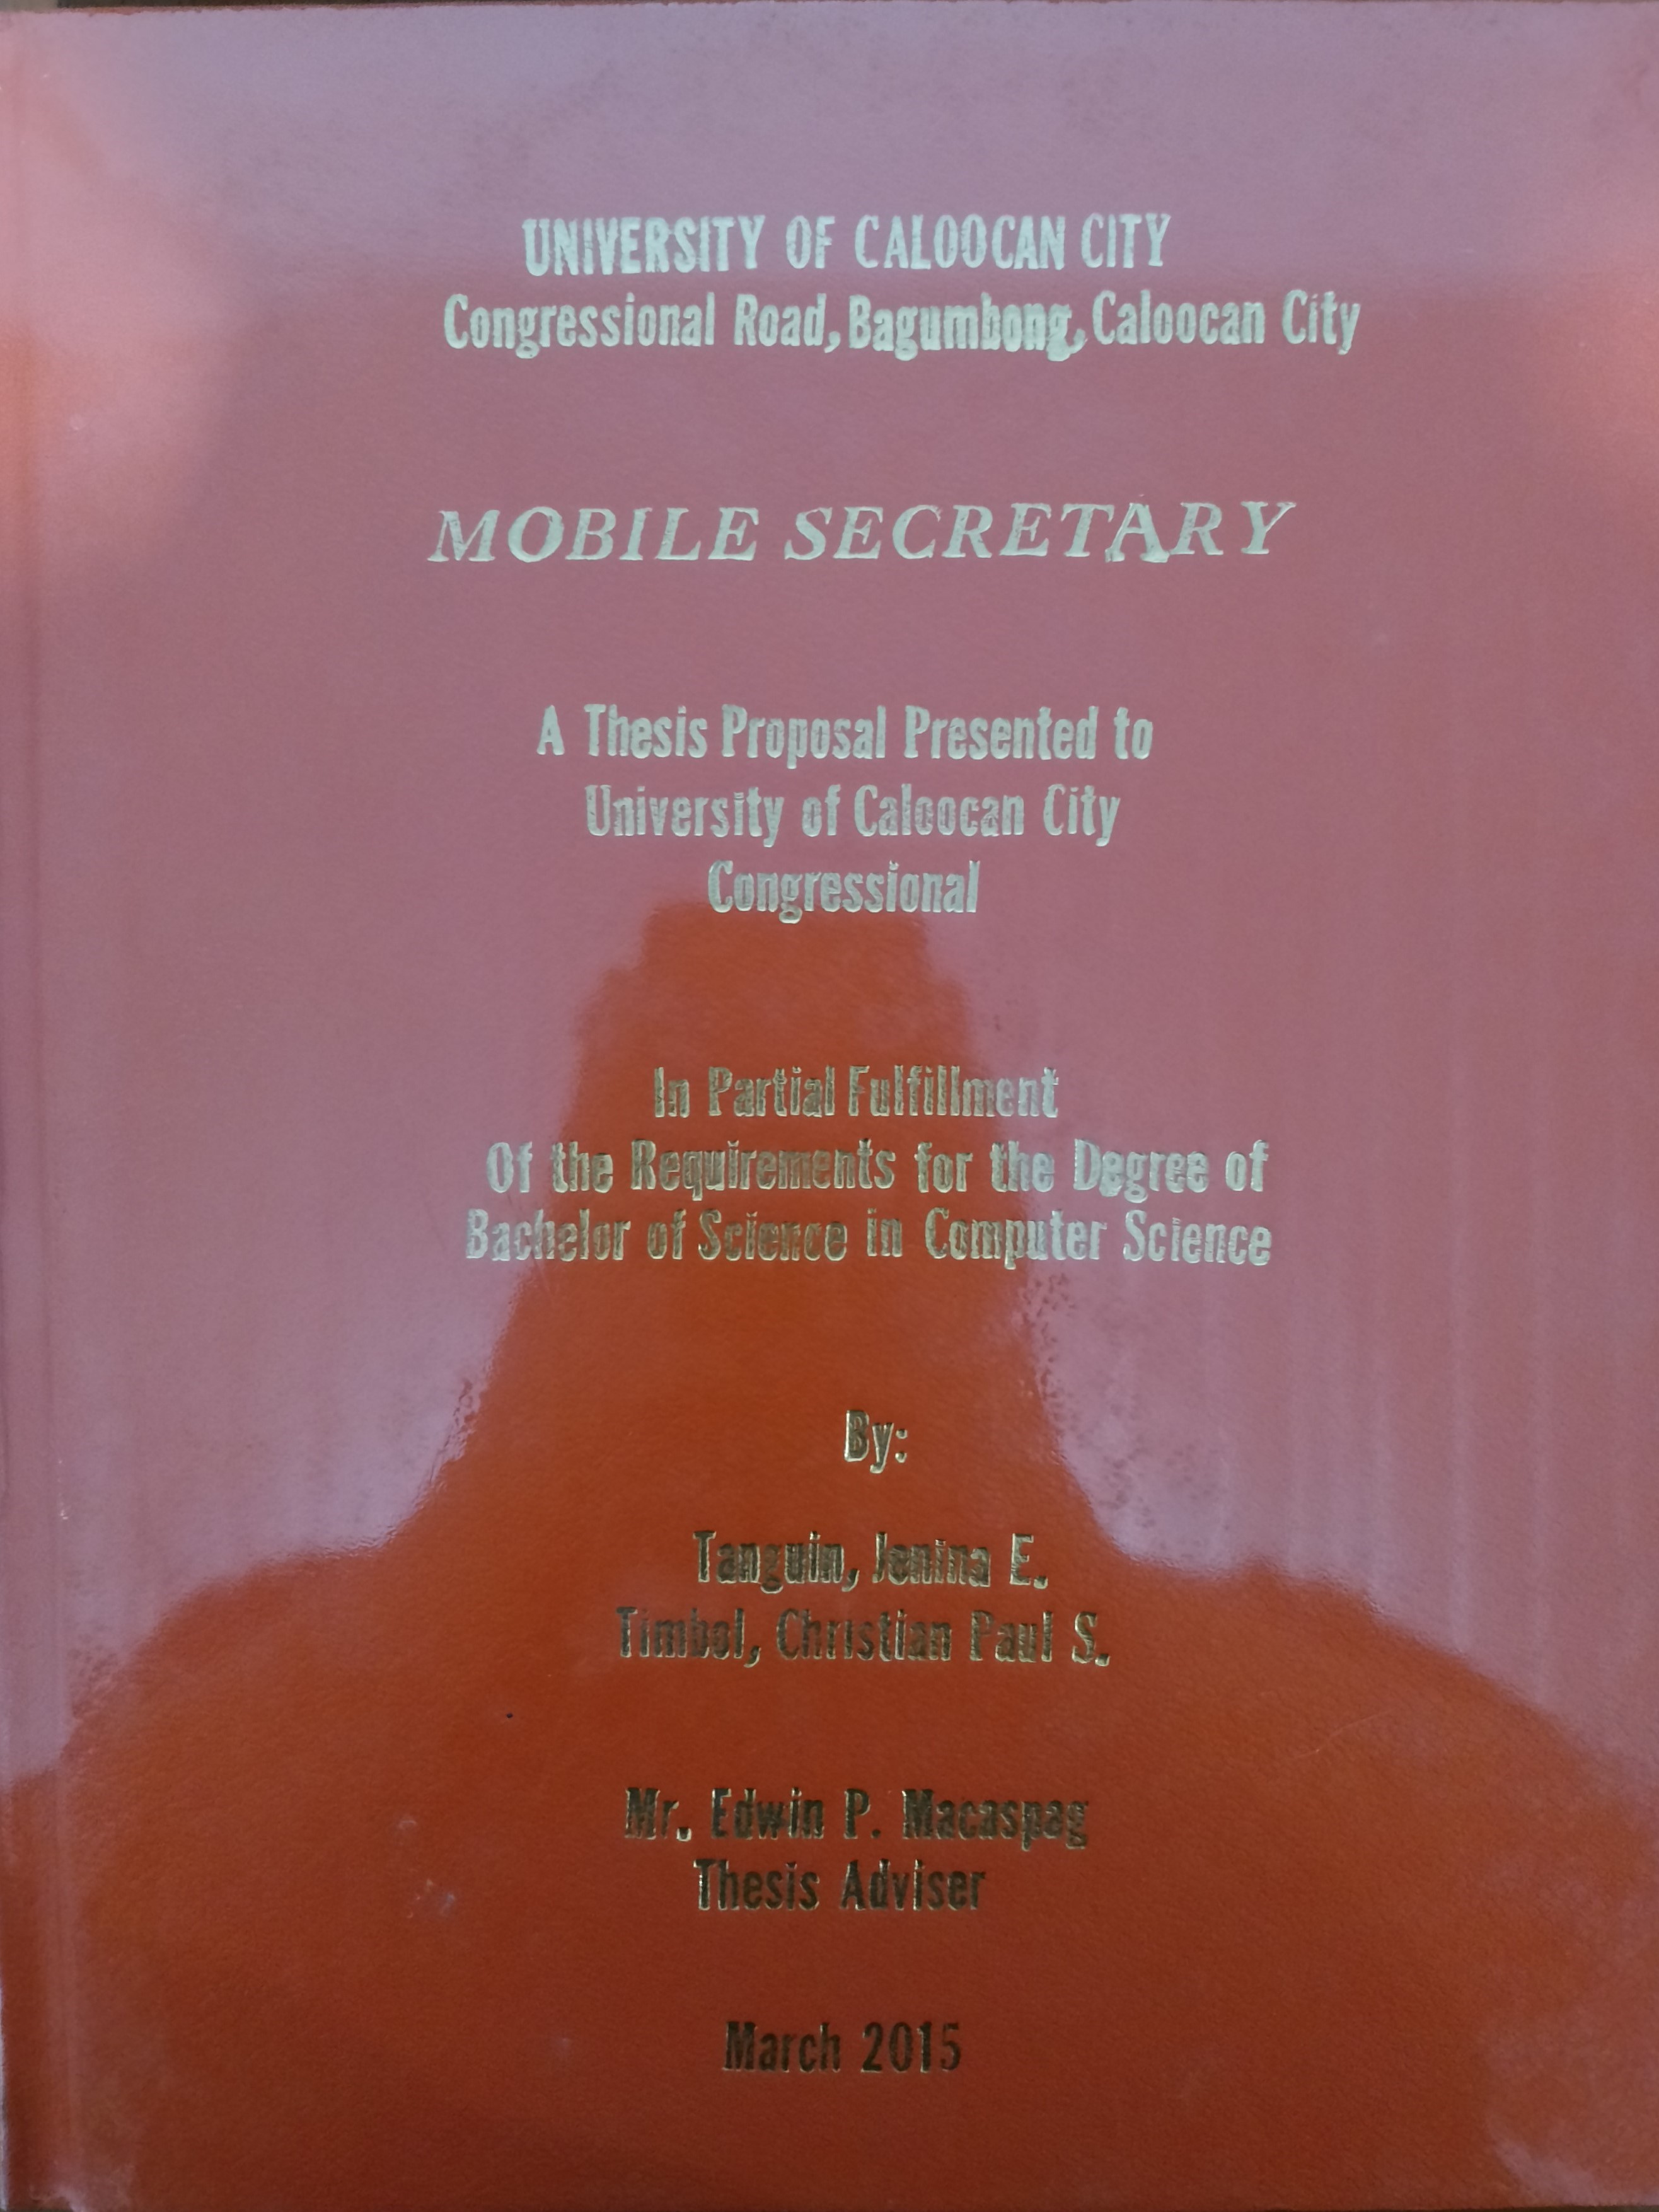 UNIVERSITY OF CALOOCAN CITY
Congressional Road, Bagumbong, Caloocan City
MOBILE SECRETARY
A Thesis Proposal Presented to
University of Caloocan City
Congressional
In Partial Fulfillment
Of the Requirements for the Degree of
Bachelor of Science in Computer Science
By:
Tanguin, Jenina E.
Timbol, Christian Paul S.
Mr. Edwin P. Macaspag
Thesis Adviser
March 2015